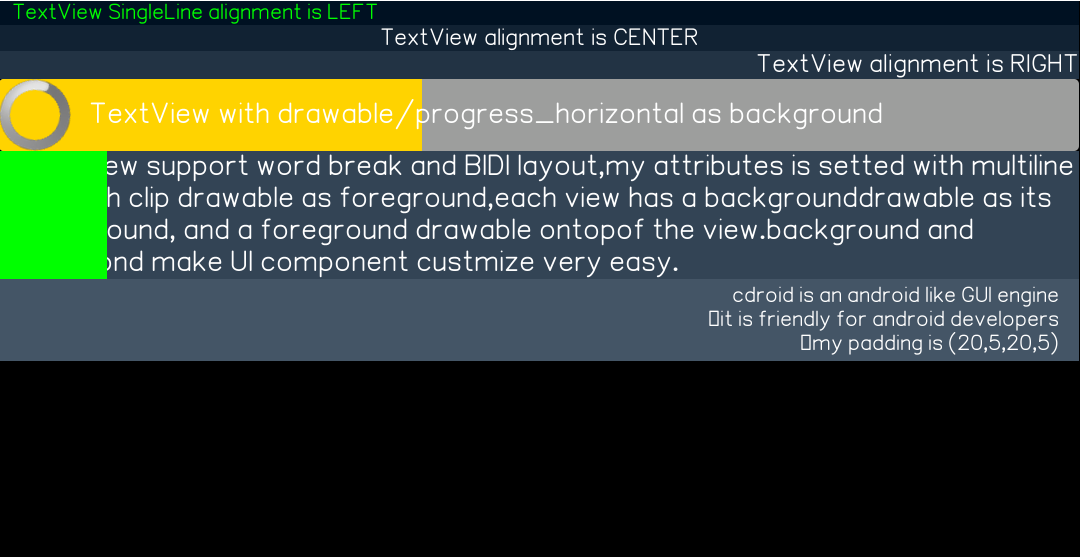 TextView SingleLine alignment is LEFT
TextView alignment is CENTER
TextView alignment is RIGHT
TextView with drawable/progress_horizontal as background
ew support word break and BIDI layout,my attributes is setted with multiline
h clip drawable as foreground,each view has a backgrounddrawable as its
ound, and a foreground drawable ontopof the view.background and
ond make UI component custmize very easy.
cdroid is an android like GUI engine
it is friendly for android developers
my padding is (20,5,20,5)